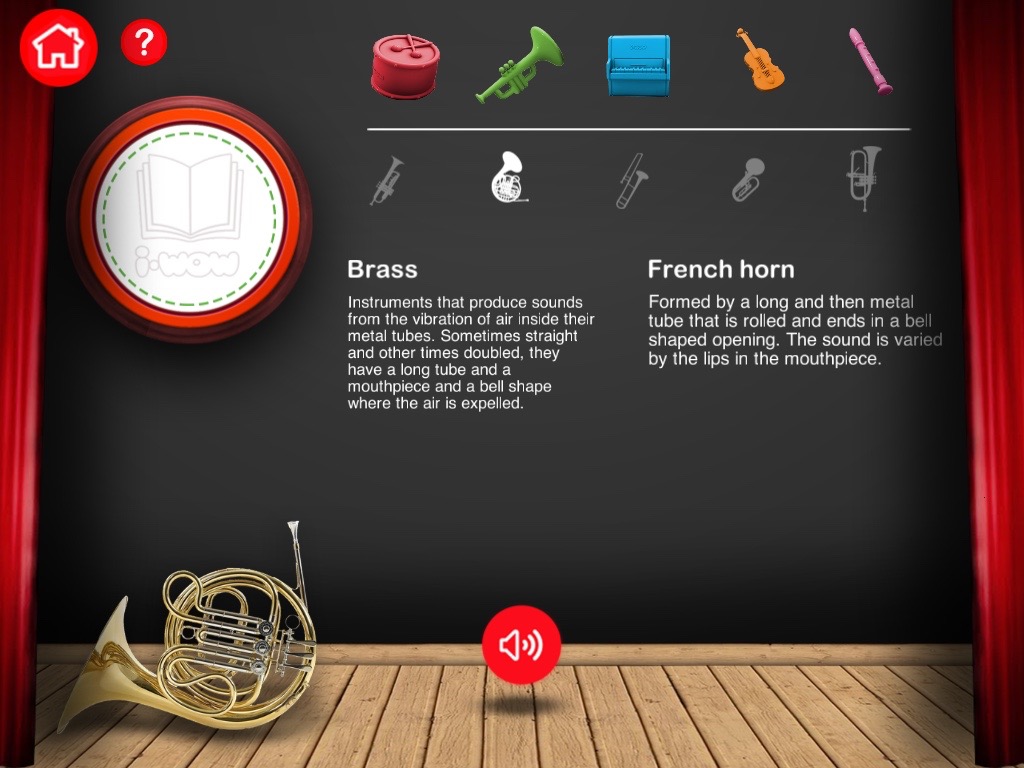 ?
i-wow
Brass
Instruments that produce sounds
from the vibration of air inside their
metal tubes. Sometimes straight
and other times doubled, they
have a long tube and a
mouthpiece and a bell shape
where the air is expelled.
French horn
Formed by a long and then metal
tube that is rolled and ends in a bell
shaped opening. The sound is varied
by the lips in the mouthpiece.